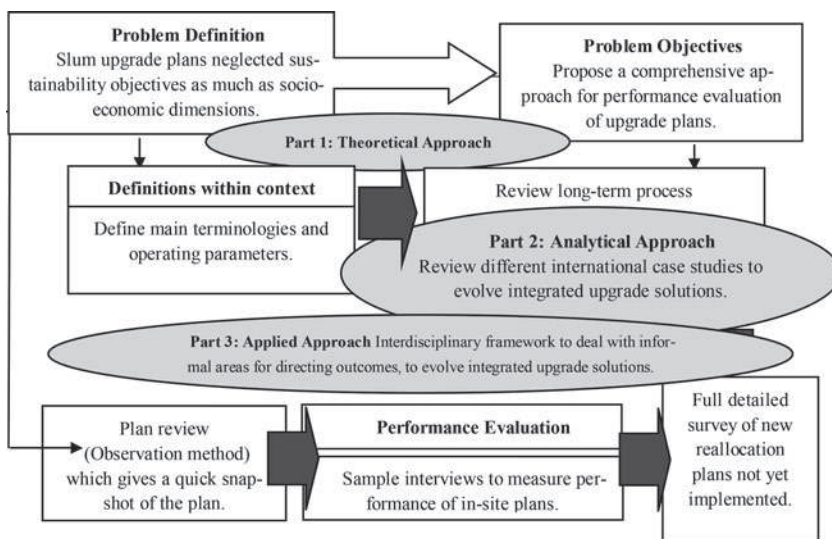 Problem Definition
Slum upgrade plans neglected sus-
tainability objectives as much as socio-
economic dimensions.
Problem Objectives
Propose a comprehensive ap-
proach for performance evaluation
of upgrade plans.
Part 1: Theoretical Approach
Definitions within context
Define main terminologies and
operating parameters.
Review long-term process
Part 2: Analytical Approach
Review different international case studies to
evolve integrated upgrade solutions.
Part 3: Applied Approach Interdisciplinary framework to deal with infor-
mal areas for directing outcomes, to evolve integrated upgrade solutions.
Plan review
(Observation method)
which gives a quick snap-
shot of the plan.
Performance Evaluation
Sample interviews to measure per-
formance of in-site plans.
Full detailed
survey of new
reallocation
plans not yet
implemented.